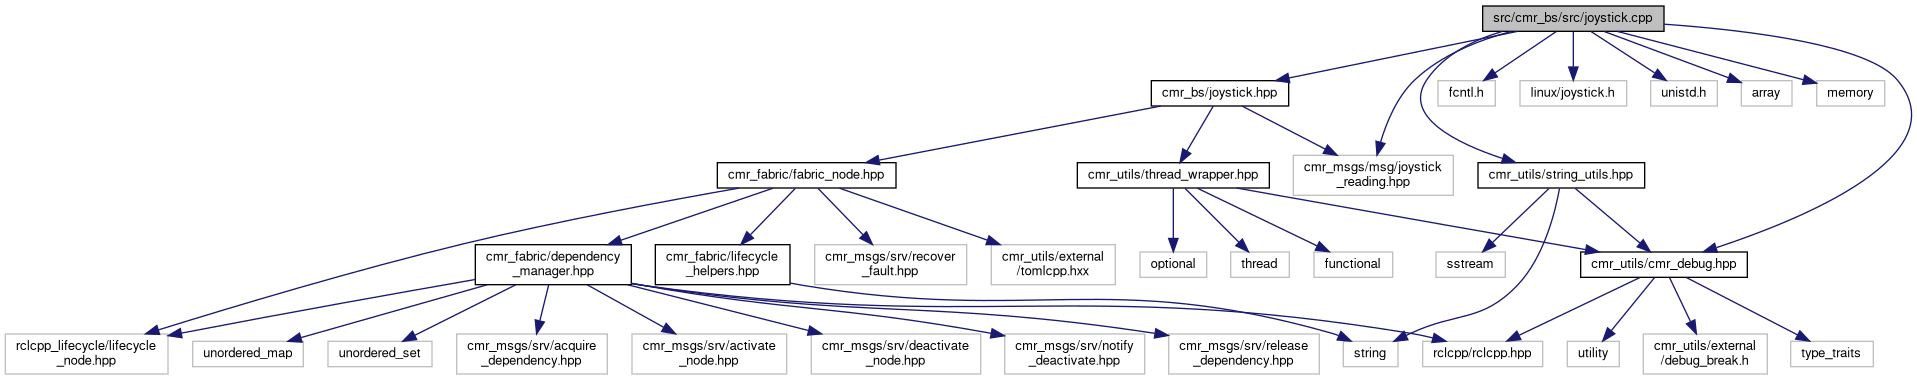 src/cmr_bs/src/joystick.cpp
cmr_bs/joystick.hpp
fcntl.h
linux/joystick.h
unistd.h
array
memory
cmr_fabric/fabric_node.hpp
cmr_utils/thread_wrapper.hpp
cmr_msgs/msg/joystick
_reading.hpp
cmr_utils/string_utils.hpp
cmr_fabric/dependency
_manager.hpp
cmr_fabric/lifecycle
_helpers.hpp
cmr_msgs/srv/recover
_fault.hpp
cmr_utils/external
/tomlcpp.hxx
optional
thread
functional
sstream
cmr_utils/cmr_debug.hpp
rclcpp_lifecycle/lifecycle
_node.hpp
unordered_map
unordered_set
cmr_msgs/srv/acquire
_dependency.hpp
cmr_msgs/srv/activate
_node.hpp
cmr_msgs/srv/deactivate
_node.hpp
cmr_msgs/srv/notify
_deactivate.hpp
cmr_msgs/srv/release
_dependency.hpp
string
rclcpp/rclcpp.hpp
utility
cmr_utils/external
/debug_break.h
type_traits